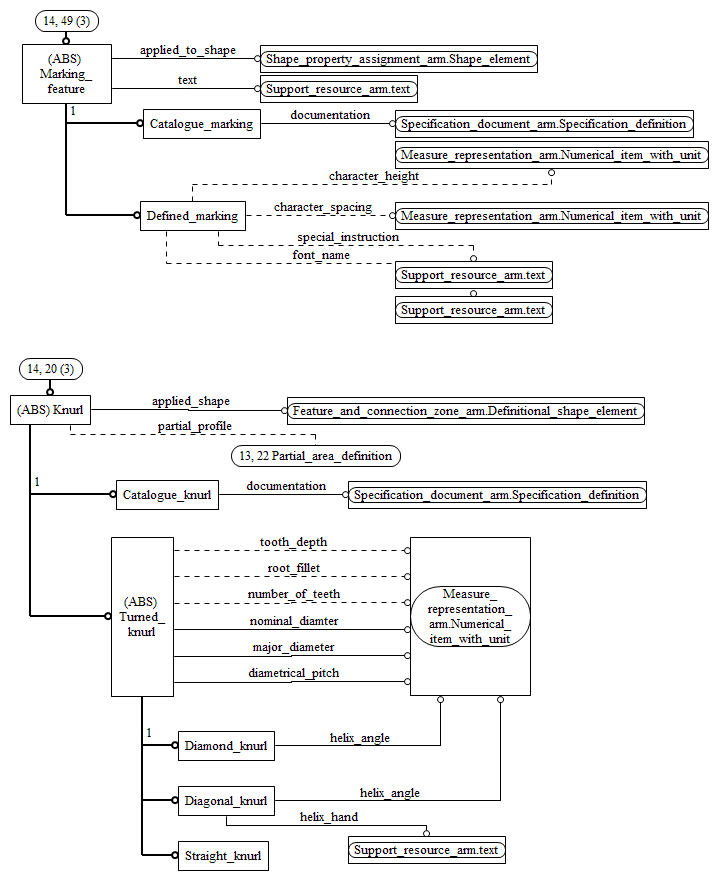 14, 49 (3)
(ABS)
Marking_
feature
applied_to_shape
Shape_property_assignment_arm.Shape_element
text
Support_resource_arm.text
1
Catalogue_marking
documentation
Specification_document_arm.Specification_definition
Measure_representation_arm.Numerical_item_with_unit
character_height
Defined_marking
character_spacing
Measure_representation_arm.Numerical_item_with_unit
special_instruction
font_name
Support_resource_arm.text
Support_resource_arm.text
14, 20 (3)
(ABS) Knurl
applied_shape
Feature_and_connection_zone_arm.Definitional_shape_element
partial_profile
13, 22 Partial_area_definition
1
Catalogue_knurl
documentation
Specification_document_arm.Specification_definition
(ABS)
Turned_
knurl
tooth_depth
root_fillet
number_of_teeth
nominal_diamter
major_diameter
diametrical_pitch
Measure_
representation_
arm.Numerical_
item_with_unit
1
Diamond_knurl
helix_angle
Diagonal_knurl
helix_angle
helix_hand
Support_resource_arm.text
Straight_knurl